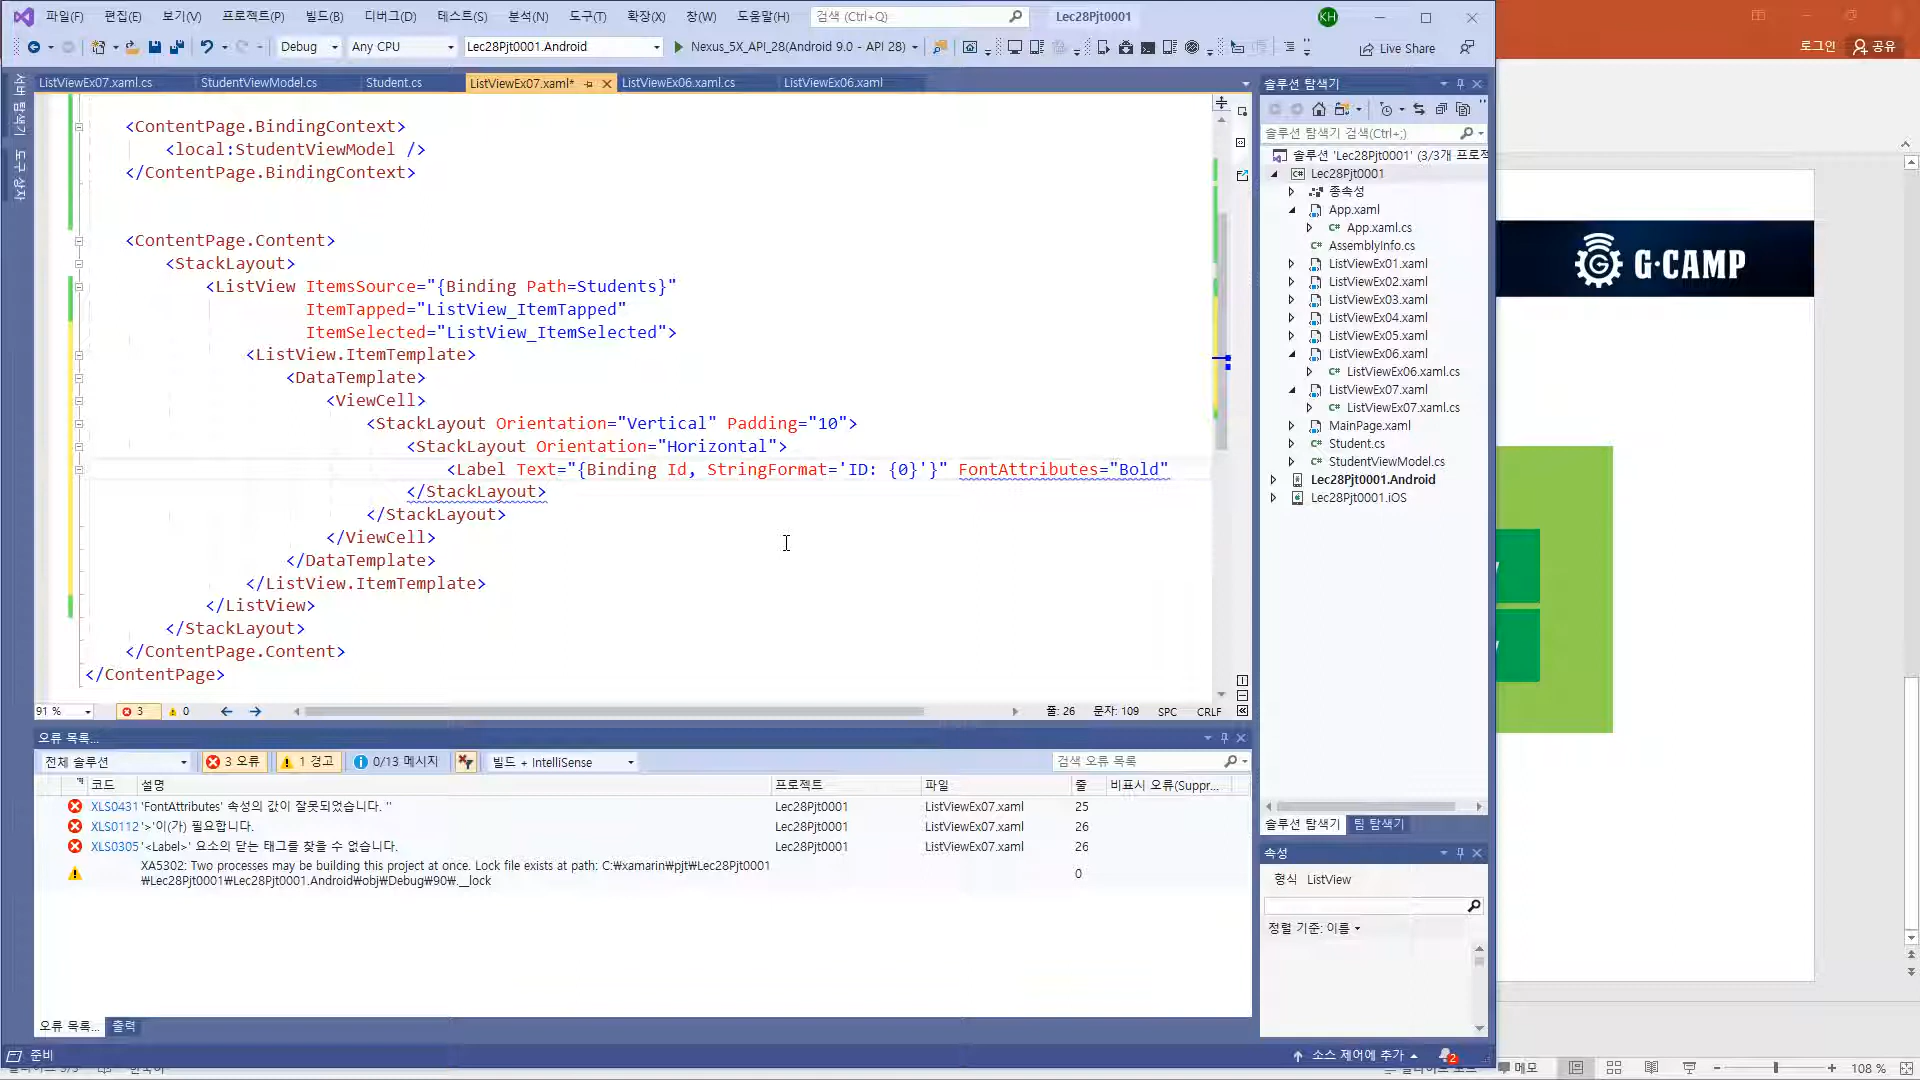 파일(F) 편집(E) 보기(V) 프로젝트(P) 빌드(B) 디버그(D) 테스트(S) 분석(N) 도구(T) 확장(X) 창(W) 도움말(H) 검색 (Ctrl+Q) Lec28Pjt0001 KH
로그인 공유
Debug Any CPU Lec28Pjt0001.Android Nexus_5X_API_28(Android 9.0 - API 28) Live Share
서버 탐색기
도구 상자
ListViewEx07.xaml.cs StudentViewModel.cs Student.cs ListViewEx07.xaml* ListViewEx06.xaml.cs ListViewEx06.xaml
<ContentPage.BindingContext>
<local:StudentViewModel />
</ContentPage.BindingContext>
<ContentPage.Content>
<StackLayout>
<ListView ItemsSource="{Binding Path=Students}"
ItemTapped="ListView_ItemTapped"
ItemSelected="ListView_ItemSelected">
<ListView.ItemTemplate>
<DataTemplate>
<ViewCell>
<StackLayout Orientation="Vertical" Padding="10">
<StackLayout Orientation="Horizontal">
<Label Text="{Binding Id, StringFormat='ID: {0}'}" FontAttributes="Bold"
</StackLayout>
</StackLayout>
</ViewCell>
</DataTemplate>
</ListView.ItemTemplate>
</ListView>
</StackLayout>
</ContentPage.Content>
</ContentPage>
91 % 3 0 줄: 26 문자: 109 SPC CRLF
오류 목록...
전체 솔루션 3 오류 1 경고 0/13 메시지 빌드 + IntelliSense 검색 오류 목록
코드 설명 프로젝트 파일 줄 비표시 오류(Suppr...
XLS0431 'FontAttributes' 속성의 값이 잘못되었습니다. '' Lec28Pjt0001 ListViewEx07.xaml 25
XLS0112 '>'이(가) 필요합니다. Lec28Pjt0001 ListViewEx07.xaml 26
XLS0305 '<Label>' 요소의 닫는 태그를 찾을 수 없습니다. Lec28Pjt0001 ListViewEx07.xaml 26
XA5302: Two processes may be building this project at once. Lock file exists at path: C:₩xamarin₩pjt₩Lec28Pjt0001
₩Lec28Pjt0001₩Lec28Pjt0001.Android₩obj₩Debug₩90₩.__lock 0
오류 목록... 출력
준비 소스 제어에 추가 2
솔루션 탐색기
솔루션 탐색기 검색(Ctrl+;)
솔루션 'Lec28Pjt0001' (3/3개 프로젝
Lec28Pjt0001
종속성
App.xaml
App.xaml.cs
AssemblyInfo.cs
ListViewEx01.xaml
ListViewEx02.xaml
ListViewEx03.xaml
ListViewEx04.xaml
ListViewEx05.xaml
ListViewEx06.xaml
ListViewEx06.xaml.cs
ListViewEx07.xaml
ListViewEx07.xaml.cs
MainPage.xaml
Student.cs
StudentViewModel.cs
Lec28Pjt0001.Android
Lec28Pjt0001.iOS
솔루션 탐색기 팀 탐색기
속성
형식 ListView
정렬 기준: 이름
G·CAMP
메모 108 %